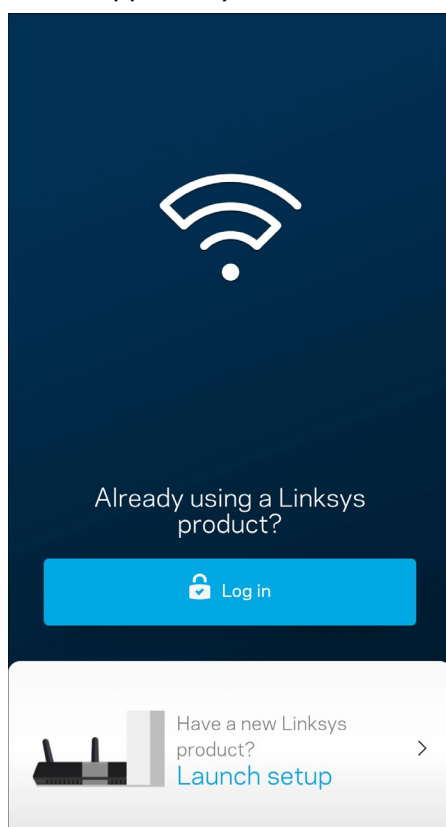 Already using a Linksys
product?
Log in
Have a new Linksys
product?
Launch setup